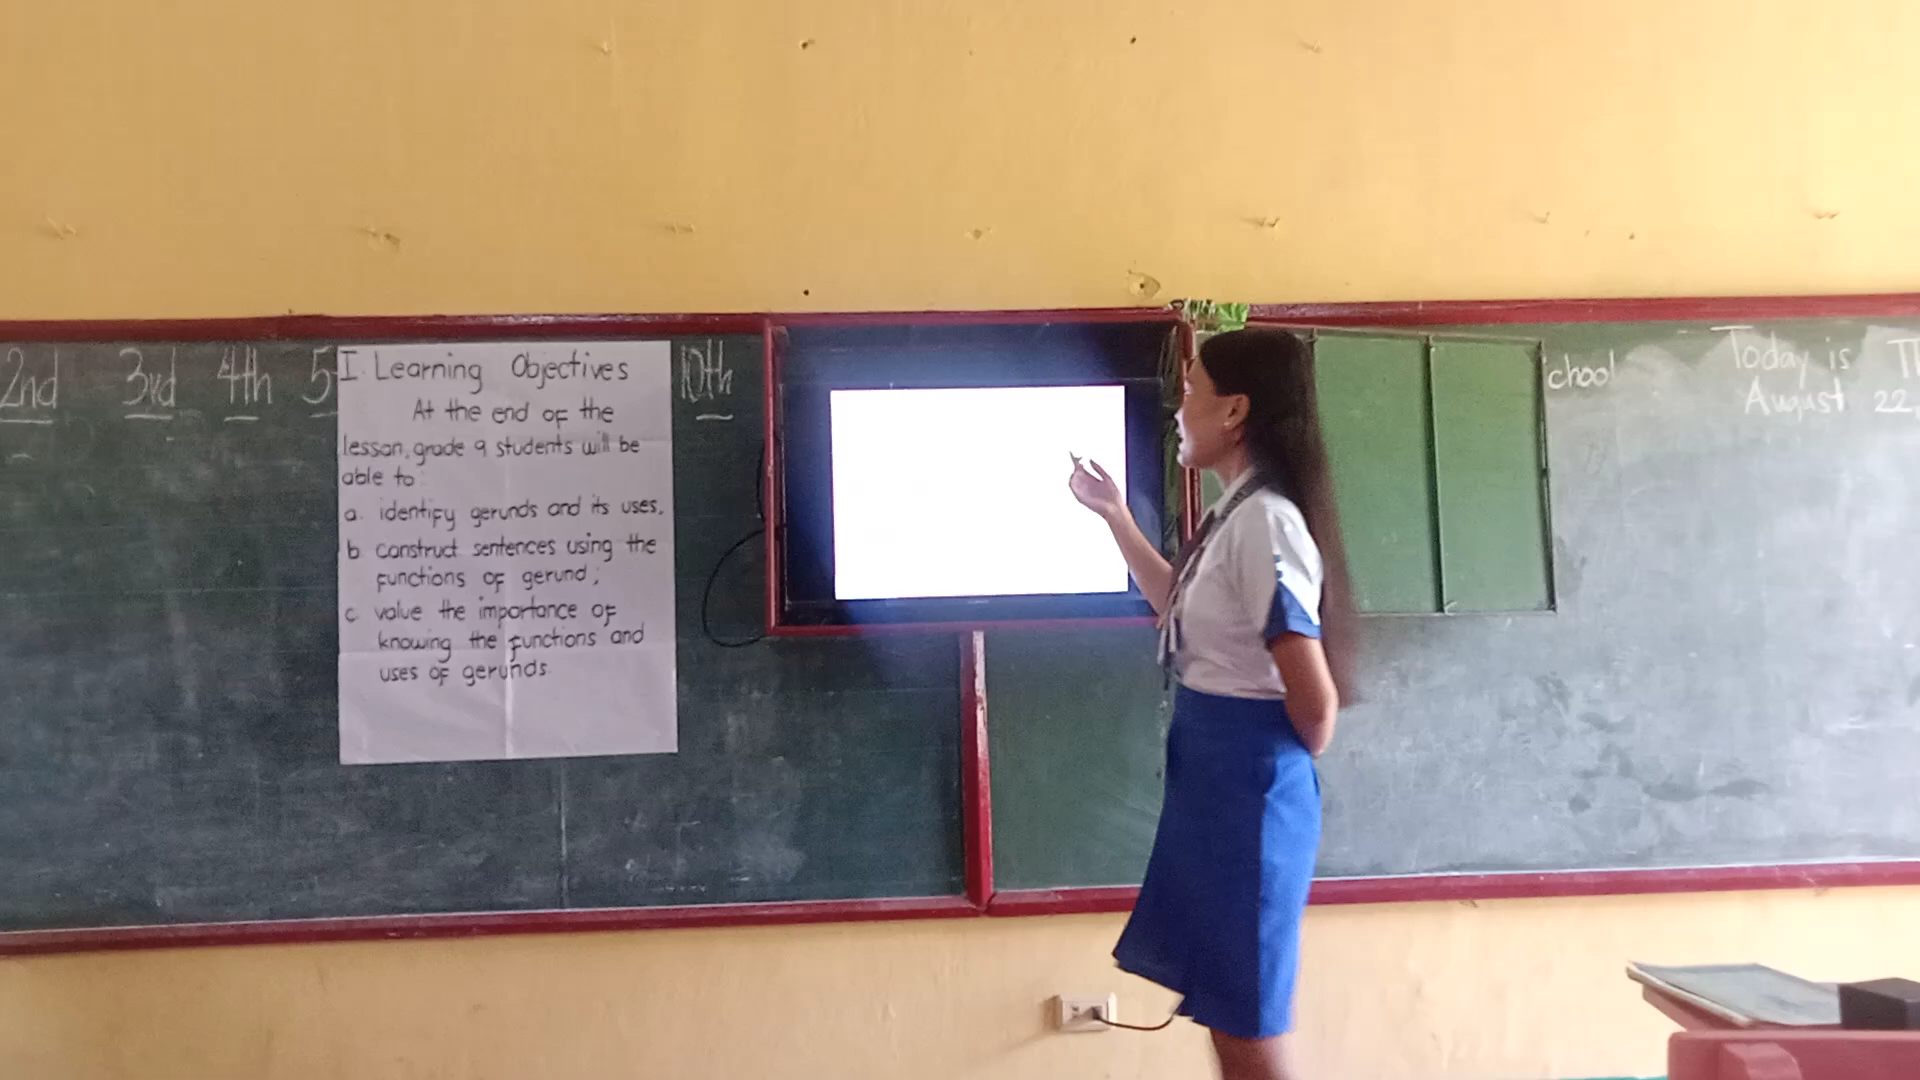 2nd 3rd 4th 5 10th
I. Learning Objectives
At the end of the
lesson, grade 9 students will be
able to:
a. identify gerunds and its uses.
b. construct sentences using the
functions of gerund;
c. value the importance of
knowing the functions and
uses of gerunds.
chool
Today is Th
August 22,